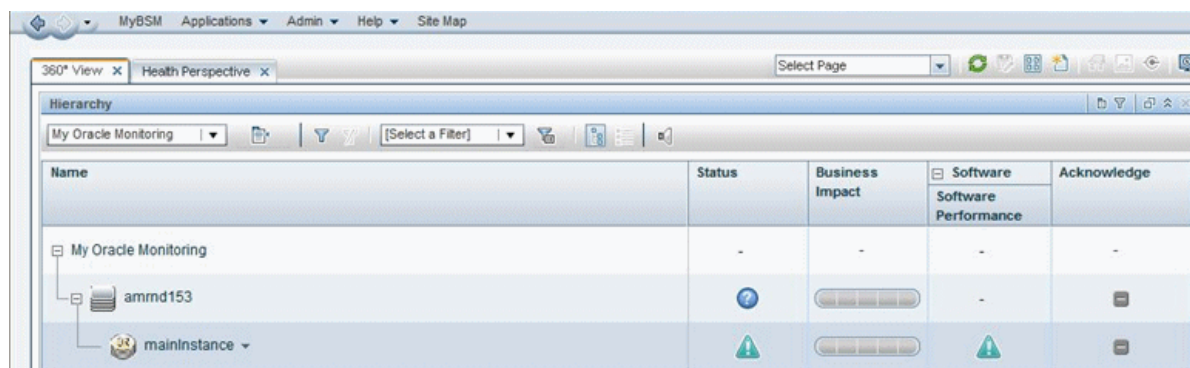 MyBSM Applications Admin Help Site Map
360° View Health Perspective Select Page
Hierarchy
My Oracle Monitoring [Select a Filter]
Name Status Business Impact Software Acknowledge
Software Performance
My Oracle Monitoring - - - -
amrnd153 -
mainInstance